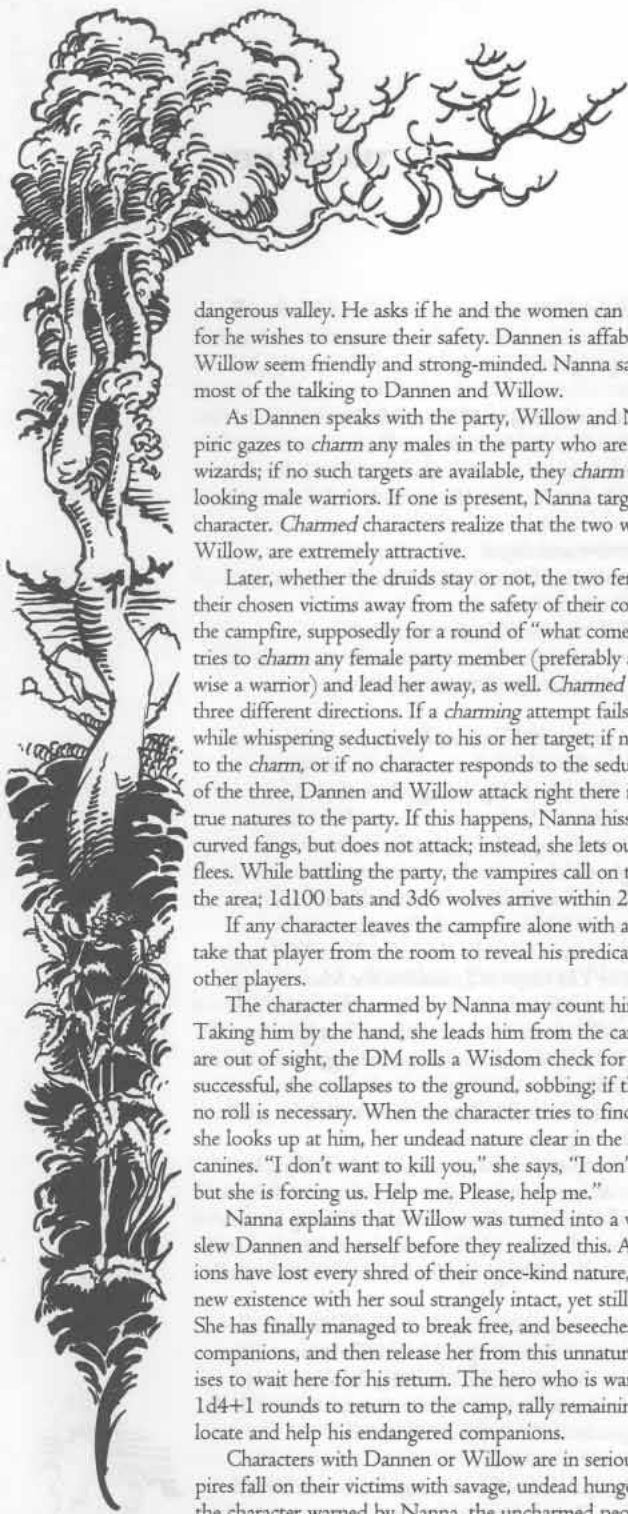 dangerous valley. He asks if he and the women can
for he wishes to ensure their safety. Dannen is affab
Willow seem friendly and strong-minded. Nanna sa
most of the talking to Dannen and Willow.
As Dannen speaks with the party, Willow and N
piric gazes to charm any males in the party who are
wizards; if no such targets are available, they charm
looking male warriors. If one is present, Nanna targ
character. Charmed characters realize that the two w
Willow, are extremely attractive.
Later, whether the druids stay or not, the two fer
their chosen victims away from the safety of their co
the campfire, supposedly for a round of “what come
tries to charm any female party member (preferably a
wise a warrior) and lead her away, as well. Charmed
three different directions. If a charming attempt fails
while whispering seductively to his or her target; if n
to the charm, or if no character responds to the sedu
of the three, Dannen and Willow attack right there
true natures to the party. If this happens, Nanna hiss
curved fangs, but does not attack; instead, she lets ou
flees. While battling the party, the vampires call on t
the area; 1d100 bats and 3d6 wolves arrive within 2
If any character leaves the campfire alone with a
take that player from the room to reveal his predica
other players.
The character charmed by Nanna may count hi
Taking him by the hand, she leads him from the ca
are out of sight, the DM rolls a Wisdom check for
successful, she collapses to the ground, sobbing; if th
no roll is necessary. When the character tries to find
she looks up at him, her undead nature clear in the
canines. “I don’t want to kill you,” she says, “I don’
but she is forcing us. Help me. Please, help me.”
Nanna explains that Willow was turned into a v
slew Dannen and herself before they realized this. A
ions have lost every shred of their once-kind nature,
new existence with her soul strangely intact, yet still
She has finally managed to break free, and beseeches
companions, and then release her from this unnatur
ises to wait here for his return. The hero who is war
1d4+1 rounds to return to the camp, rally remainin
locate and help his endangered companions.
Characters with Dannen or Willow are in seriou
pires fall on their victims with savage, undead hunge
the character warned by Nanna, the uncharmed peo